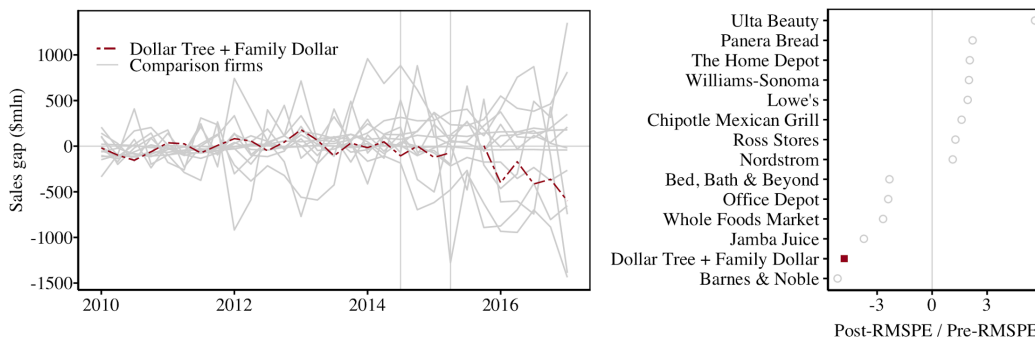 Sales gap ($mln)
1000
500
0
-500
-1000
-1500
2010
2012
2014
2016
Dollar Tree + Family Dollar
Comparison firms
Ulta Beauty
Panera Bread
The Home Depot
Williams-Sonoma
Lowe's
Chipotle Mexican Grill
Ross Stores
Nordstrom
Bed, Bath & Beyond
Office Depot
Whole Foods Market
Jamba Juice
Dollar Tree + Family Dollar
Barnes & Noble
-3
0
3
Post-RMSPE / Pre-RMSPE